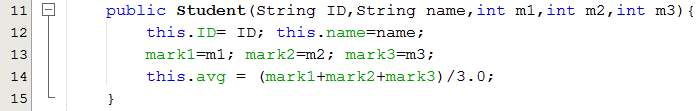 11 public Student(String ID,String name,int m1,int m2,int m3){
12 this.ID= ID; this.name=name;
13 mark1=m1; mark2=m2; mark3=m3;
14 this.avg = (mark1+mark2+mark3)/3.0;
15 }